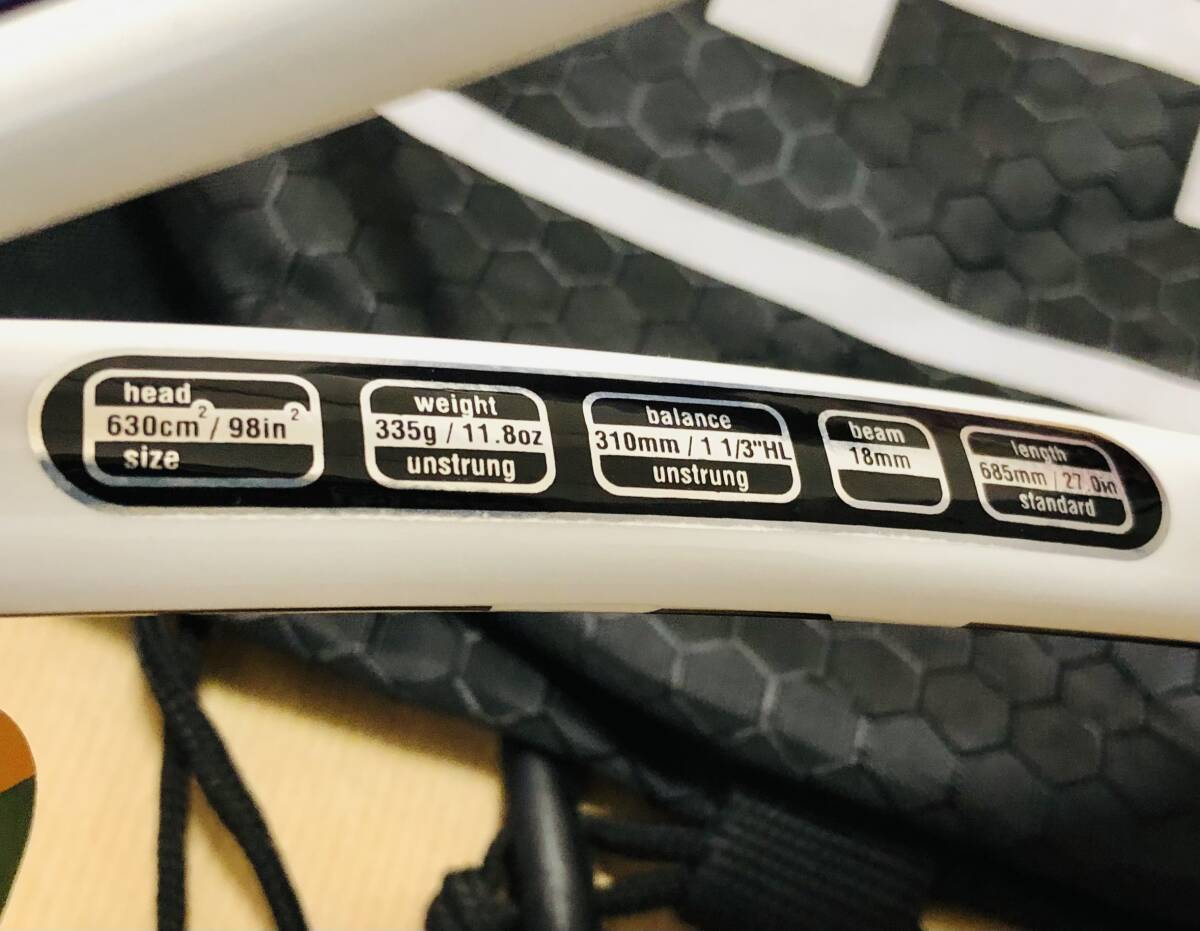 head
630cm²/ 98in²
size
weight
335g / 11.8oz
unstrung
balance
310mm / 1 1/3"HL
unstrung
beam
18mm
length
685mm / 27.0in
standard